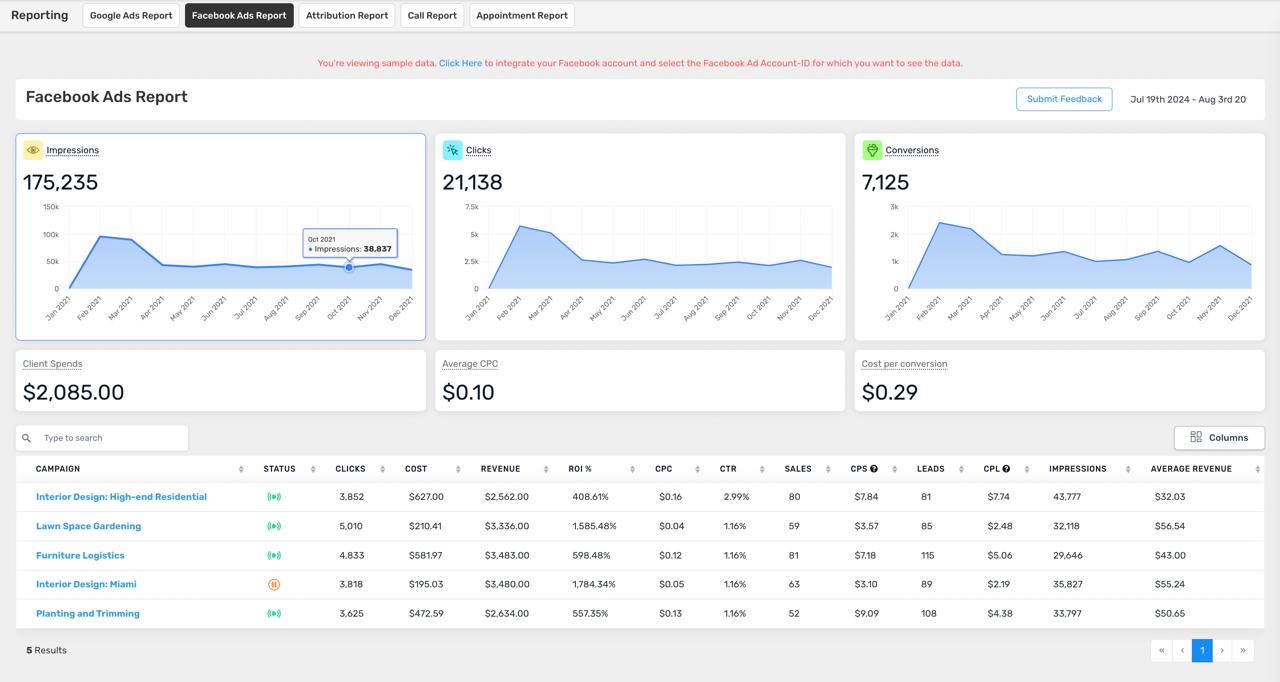 Reporting
Google Ads Report
Facebook Ads Report
Attribution Report
Call Report
Appointment Report
You're viewing sample data. Click Here to integrate your Facebook account and select the Facebook Ad Account-ID for which you want to see the data.
Facebook Ads Report
Submit Feedback
Jul 19th 2024 - Aug 3rd 20
Impressions
175,235
150k
100k
50k
0
Oct 2021
Impressions: 38,837
Jan 2021 Feb 2021 Mar 2021 Apr 2021 May 2021 Jun 2021 Jul 2021 Aug 2021 Sep 2021 Oct 2021 Nov 2021 Dec 2021
Clicks
21,138
7.5k
5k
2.5k
0
Jan 2021 Feb 2021 Mar 2021 Apr 2021 May 2021 Jun 2021 Jul 2021 Aug 2021 Sep 2021 Oct 2021 Nov 2021 Dec 2021
Conversions
7,125
3k
2k
1k
0
Jan 2021 Feb 2021 Mar 2021 Apr 2021 May 2021 Jun 2021 Jul 2021 Aug 2021 Sep 2021 Oct 2021 Nov 2021 Dec 2021
Client Spends
$2,085.00
Average CPC
$0.10
Cost per conversion
$0.29
Type to search
Columns
CAMPAIGN STATUS CLICKS COST REVENUE ROI % CPC CTR SALES CPS ? LEADS CPL ? IMPRESSIONS AVERAGE REVENUE
Interior Design: High-end Residential 3,852 $627.00 $2,562.00 408.61% $0.16 2.99% 80 $7.84 81 $7.74 43,777 $32.03
Lawn Space Gardening 5,010 $210.41 $3,336.00 1,585.48% $0.04 1.16% 59 $3.57 85 $2.48 32,118 $56.54
Furniture Logistics 4,833 $581.97 $3,483.00 598.48% $0.12 1.16% 81 $7.18 115 $5.06 29,646 $43.00
Interior Design: Miami 3,818 $195.03 $3,480.00 1,784.34% $0.05 1.16% 63 $3.10 89 $2.19 35,827 $55.24
Planting and Trimming 3,625 $472.59 $2,634.00 557.35% $0.13 1.16% 52 $9.09 108 $4.38 33,797 $50.65
5 Results
« ‹ 1 › »